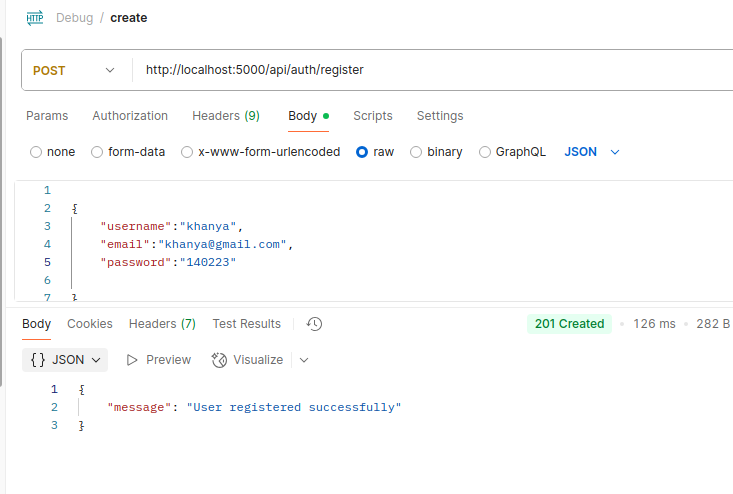 HTTP Debug / create
POST http://localhost:5000/api/auth/register
Params Authorization Headers (9) Body Scripts Settings
none form-data x-www-form-urlencoded raw binary GraphQL JSON
1
2 {
3 "username":"khanya",
4 "email":"khanya@gmail.com",
5 "password":"140223"
6
7 }
Body Cookies Headers (7) Test Results 201 Created • 126 ms • 282 B
{} JSON Preview Visualize
1 {
2 "message": "User registered successfully"
3 }